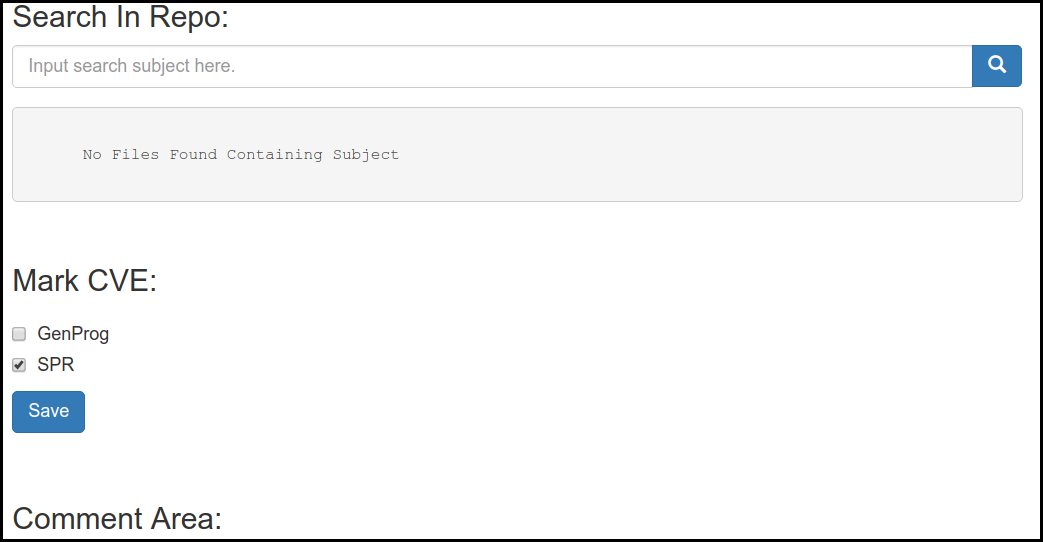 Search In Repo:
Input search subject here.
No Files Found Containing Subject
Mark CVE:
GenProg
SPR
Save
Comment Area: